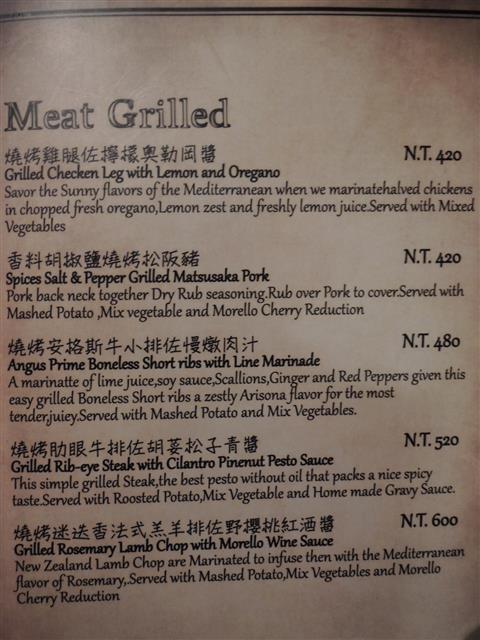 Meat Grilled
燒烤雞腿佐檸檬奧勒岡醬 N.T. 420
Grilled Checken Leg with Lemon and Oregano
Savor the Sunny flavors of the Mediterranean when we marinatehalved chickens
in chopped fresh oregano,Lemon zest and freshly lemon juice.Served with Mixed
Vegetables
香料胡椒鹽燒烤松阪豬 N.T. 420
Spices Salt & Pepper Grilled Matsusaka Pork
Pork back neck together Dry Rub seasoning.Rub over Pork to cover.Served with
Mashed Potato ,Mix vegetable and Morello Cherry Reduction
燒烤安格斯牛小排佐慢燉肉汁 N.T. 480
Angus Prime Boneless Short ribs with Line Marinade
A marinatte of lime juice,soy sauce,Scallions,Ginger and Red Peppers given this
easy grilled Boneless Short ribs a zestly Arisona flavor for the most
tender,juiey.Served with Mashed Potato and Mix Vegetables.
燒烤肋眼牛排佐胡荽松子青醬 N.T. 520
Grilled Rib-eye Steak with Cilantro Pinenut Pesto Sauce
This simple grilled Steak,the best pesto without oil that packs a nice spicy
taste.Served with Roosted Potato,Mix Vegetable and Home made Gravy Sauce.
燒烤迷迭香法式羔羊排佐野櫻桃紅酒醬 N.T. 600
Grilled Rosemary Lamb Chop with Morello Wine Sauce
New Zealand Lamb Chop are Marinated to infuse then with the Mediterranean
flavor of Rosemary,.Served with Mashed Potato,Mix Vegetables and Morello
Cherry Reduction